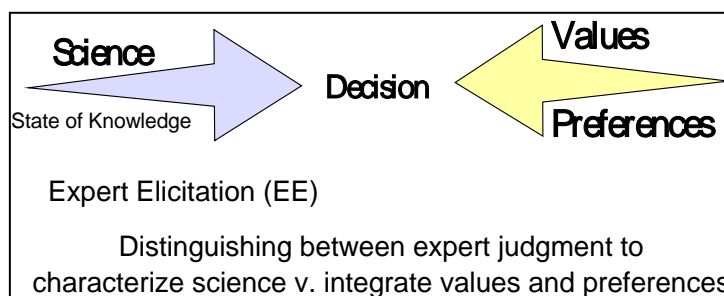 Science
Values
Decision
State of Knowledge
Preferences
Expert Elicitation (EE)
Distinguishing between expert judgment to
characterize science v. integrate values and preferences